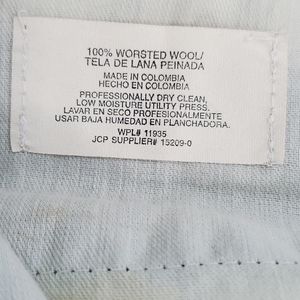 100% WORSTED WOOL/
TELA DE LANA PEINADA
MADE IN COLOMBIA
HECHO EN COLOMBIA
PROFESSIONALLY DRY CLEAN,
LOW MOISTURE UTILITY PRESS.
LAVAR EN SECO PROFESIONALMENTE
USAR BAJA HUMEDAD EN PLANCHADORA.
WPL# 11935
JCP SUPPLIER# 15209-0